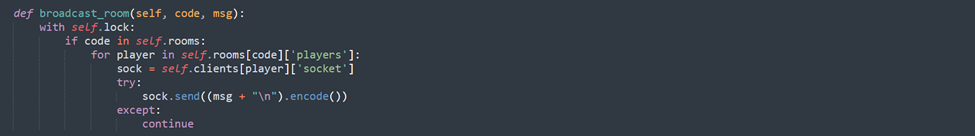 def broadcast_room(self, code, msg):
    with self.lock:
        if code in self.rooms:
            for player in self.rooms[code]['players']:
                sock = self.clients[player]['socket']
                try:
                    sock.send((msg + "\n").encode())
                except:
                    continue